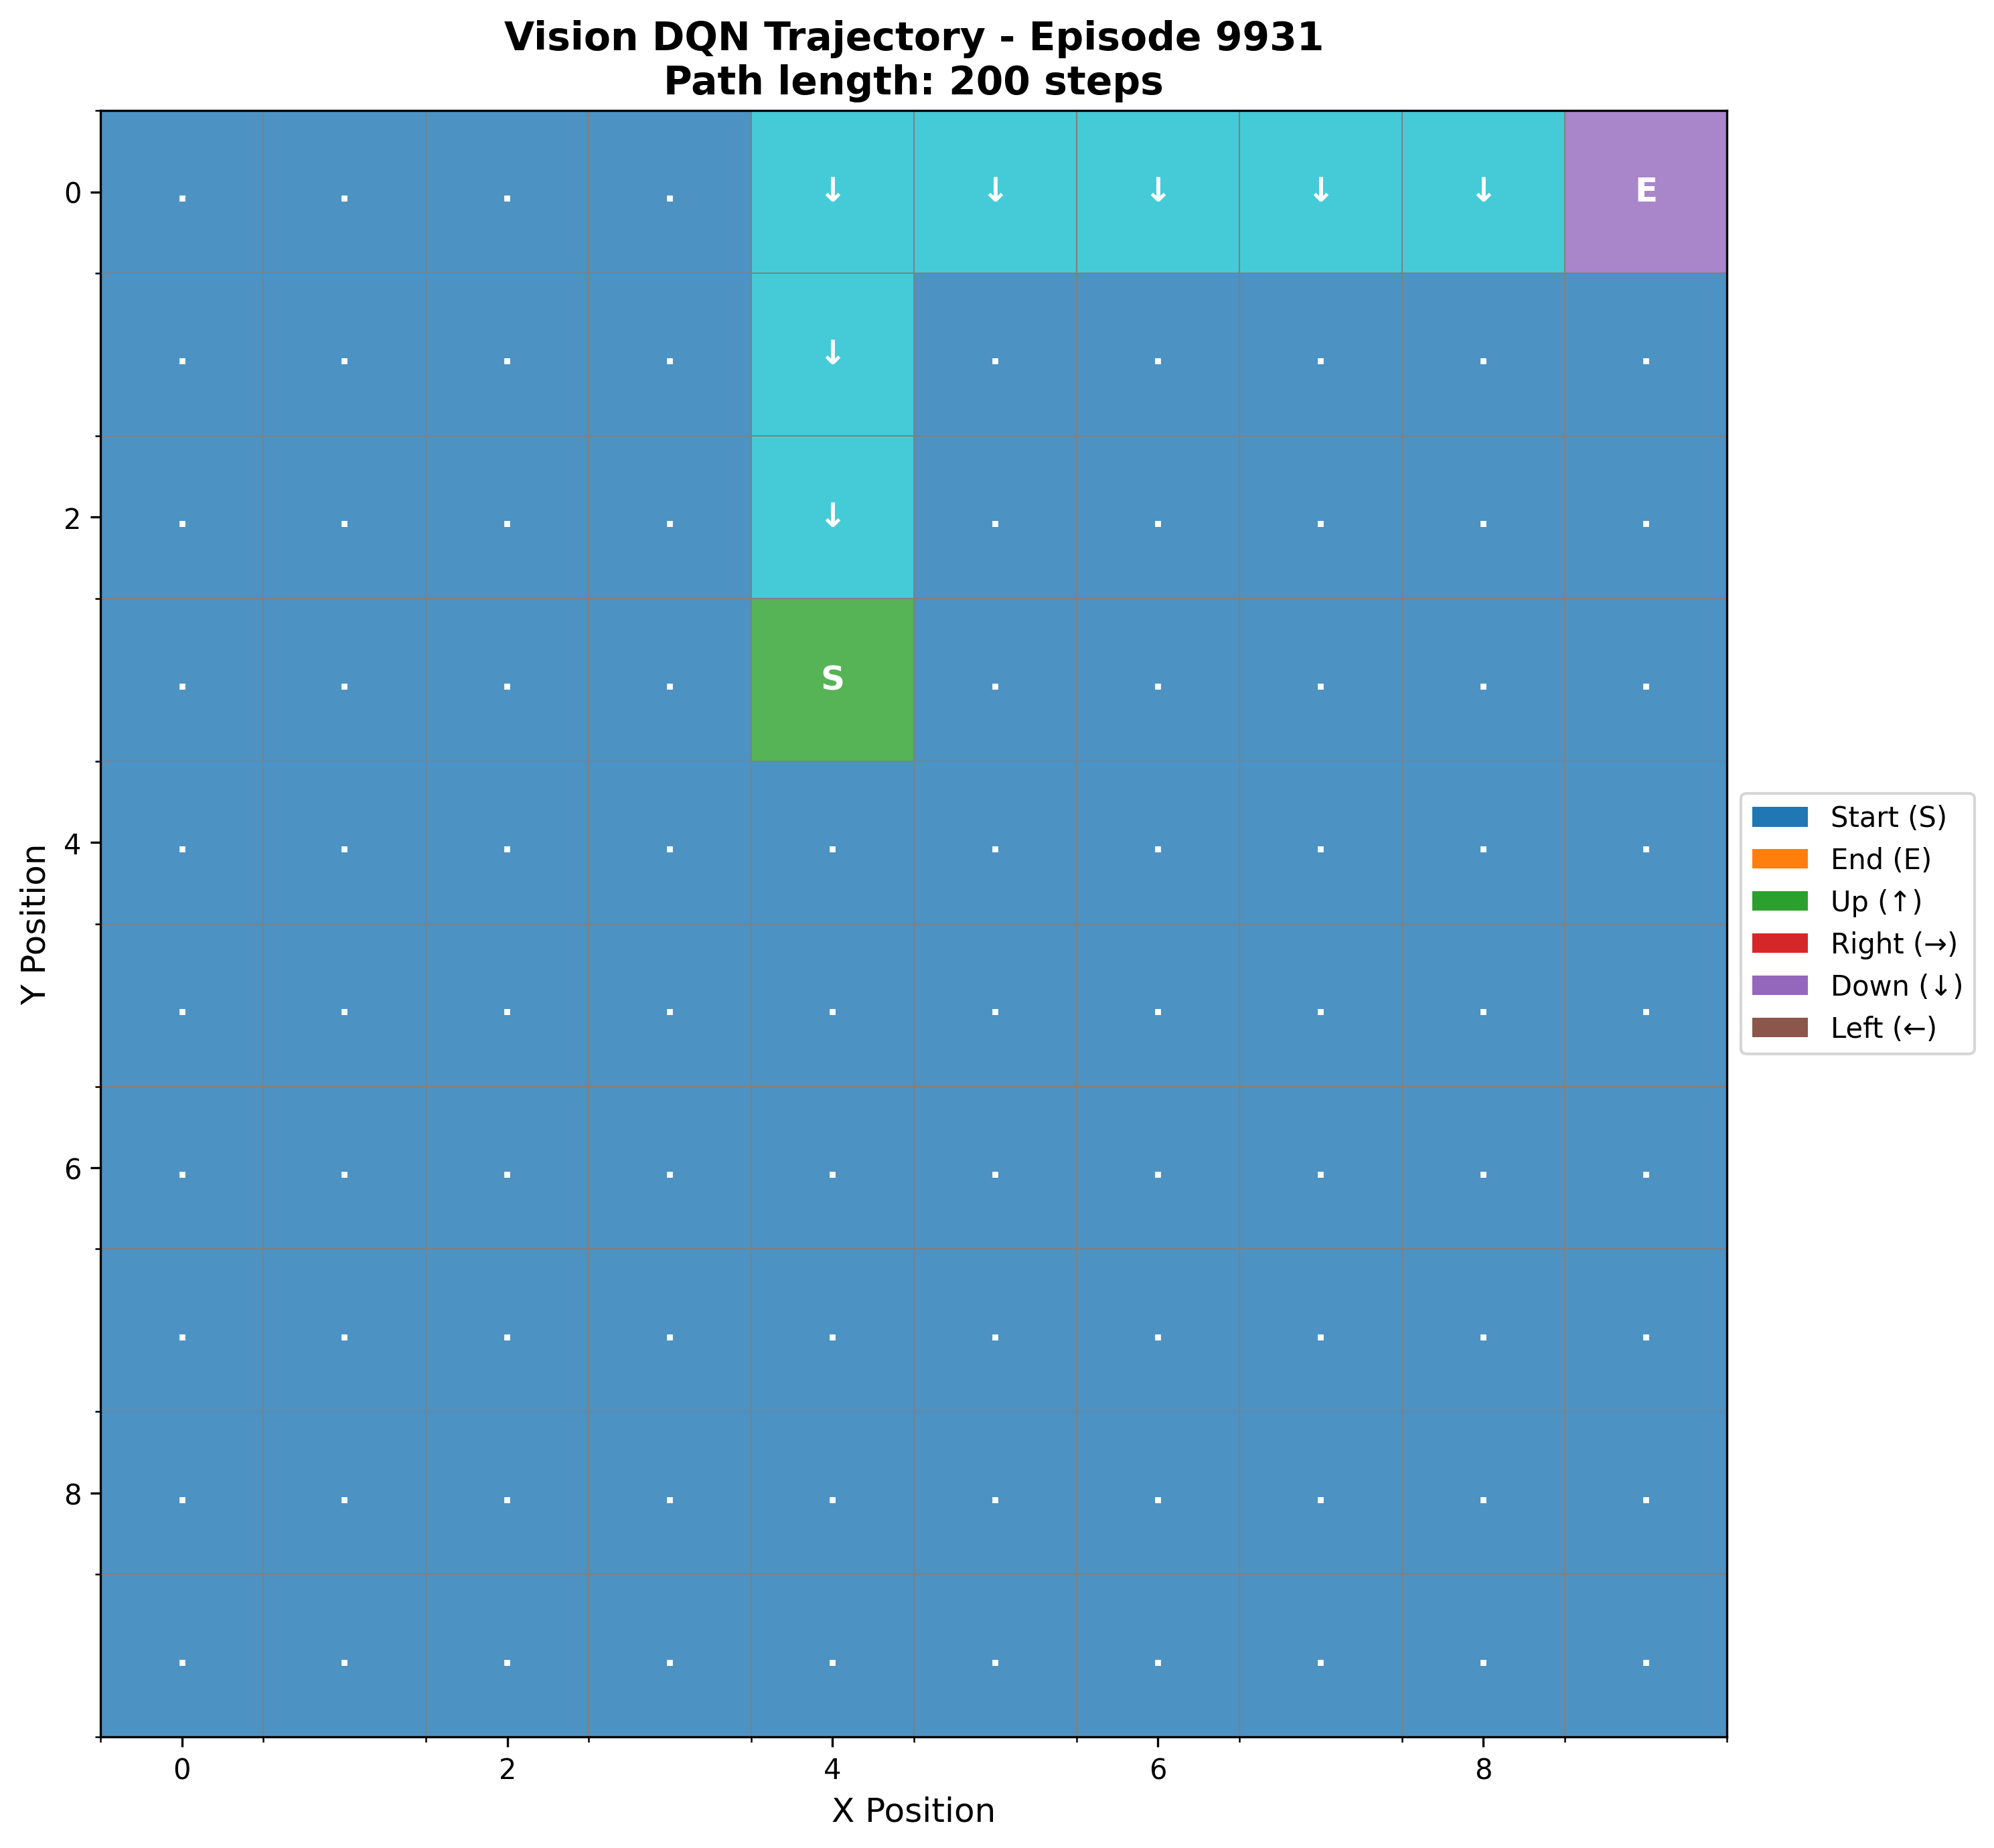 Vision DQN Trajectory - Episode 9931
Path length: 200 steps
0 . . . . ↓ ↓ ↓ ↓ ↓ E
. . . . ↓ . . . . .
2 . . . . ↓ . . . . .
. . . . S . . . . .
4 . . . . . . . . . .
. . . . . . . . . .
6 . . . . . . . . . .
. . . . . . . . . .
8 . . . . . . . . . .
. . . . . . . . . .
0 2 4 6 8
X Position
Y Position
Start (S)
End (E)
Up (↑)
Right (→)
Down (↓)
Left (←)